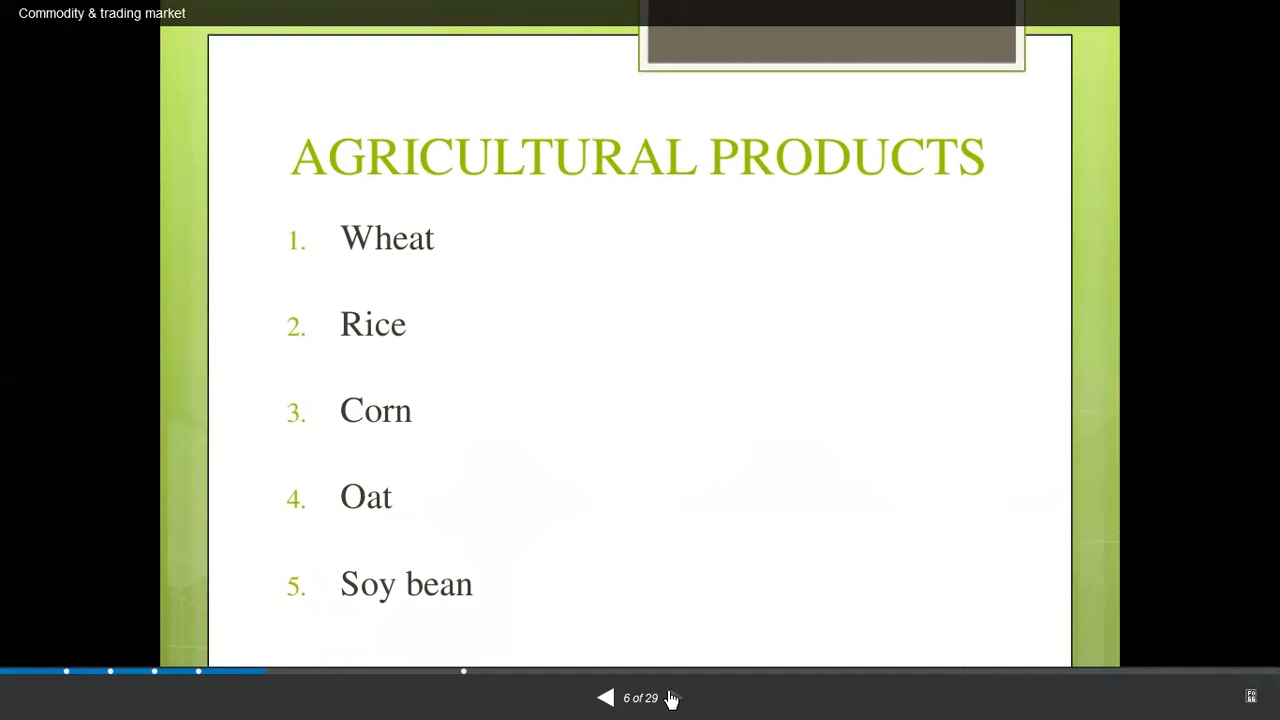 Commodity & trading market
AGRICULTURAL PRODUCTS
1. Wheat
2. Rice
3. Corn
4. Oat
5. Soy bean
6 of 29